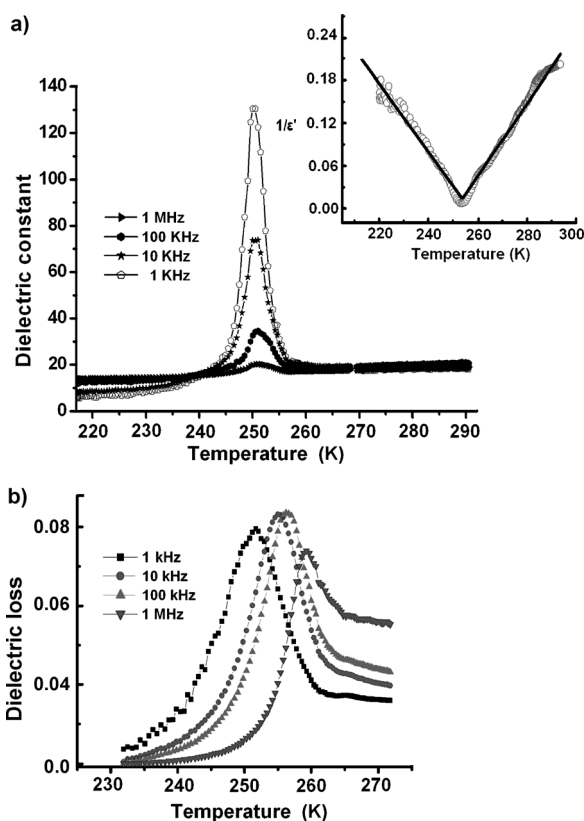 a)
140
120
100
80
60
40
20
0
Dielectric constant
1 MHz
100 KHz
10 KHz
1 KHz
220 230 240 250 260 270 280 290
Temperature (K)
0.24
0.18
0.12
0.06
0.00
1/ε'
220 240 260 280 300
Temperature (K)
b)
0.08
0.06
0.04
0.0
Dielectric loss
1 kHz
10 kHz
100 kHz
1 MHz
230 240 250 260 270
Temperature (K)